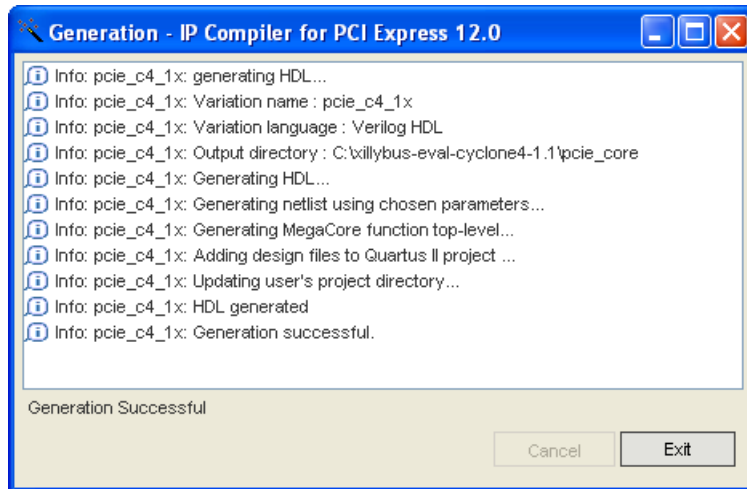 Generation - IP Compiler for PCI Express 12.0
Info: pcie_c4_1x: generating HDL...
Info: pcie_c4_1x: Variation name : pcie_c4_1x
Info: pcie_c4_1x: Variation language : Verilog HDL
Info: pcie_c4_1x: Output directory : C:\xillybus-eval-cyclone4-1.1\pcie_core
Info: pcie_c4_1x: Generating HDL...
Info: pcie_c4_1x: Generating netlist using chosen parameters...
Info: pcie_c4_1x: Generating MegaCore function top-level...
Info: pcie_c4_1x: Adding design files to Quartus II project ...
Info: pcie_c4_1x: Updating user's project directory...
Info: pcie_c4_1x: HDL generated
Info: pcie_c4_1x: Generation successful.
Generation Successful
Cancel Exit